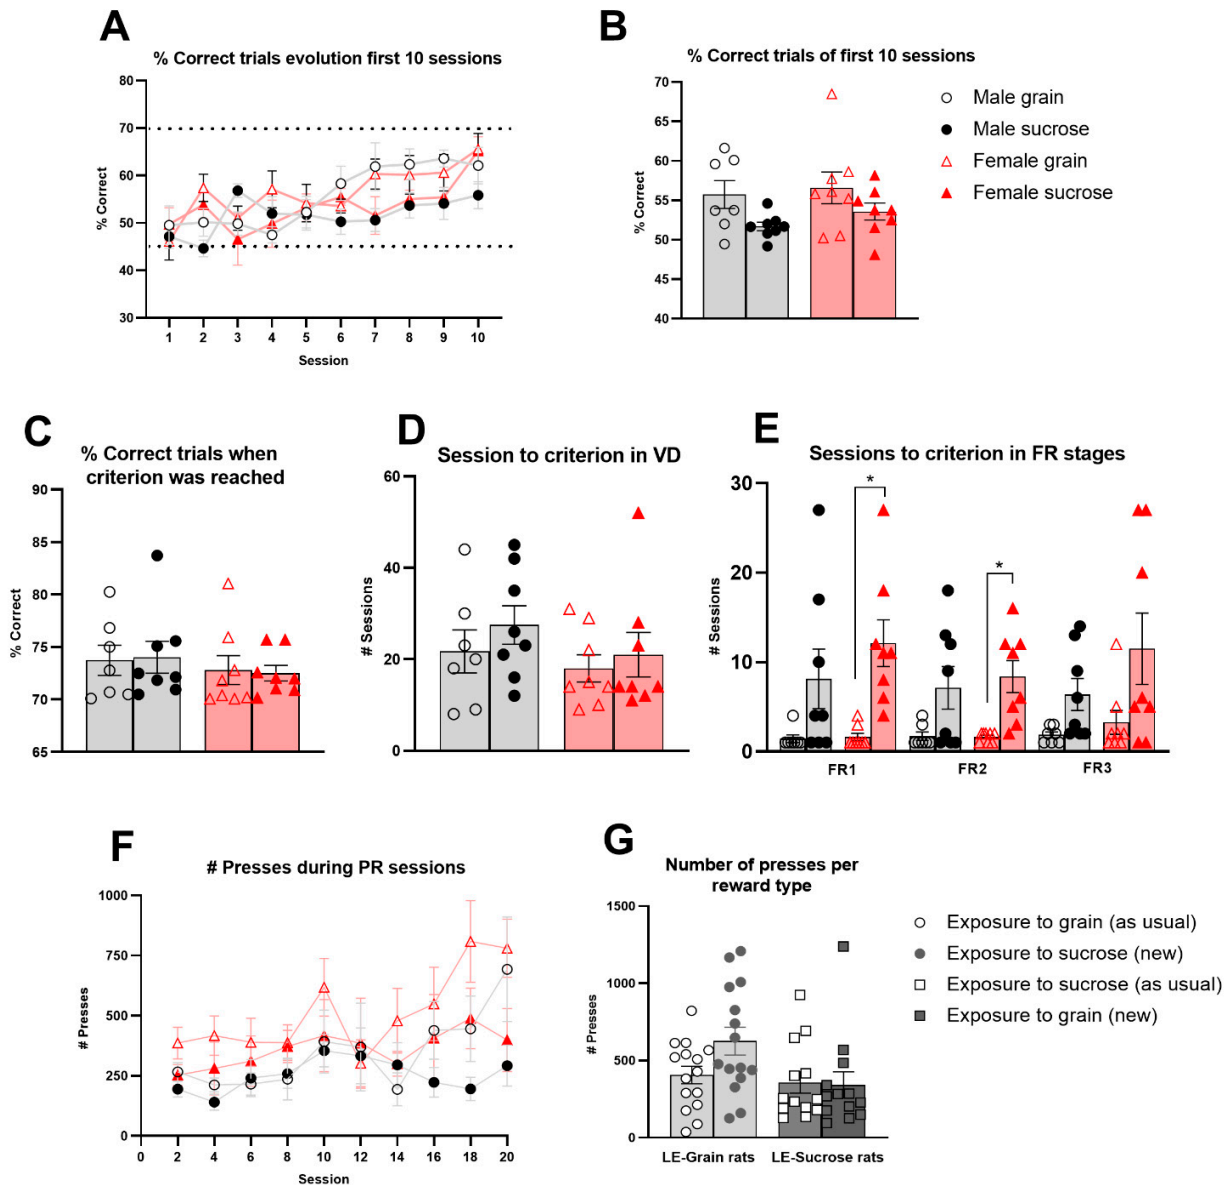 A
% Correct trials evolution first 10 sessions
80
70
60
50
40
30
% Correct
1 2 3 4 5 6 7 8 9 10
Session
B
% Correct trials of first 10 sessions
70
65
60
55
50
45
40
% Correct
Male grain
Male sucrose
Female grain
Female sucrose
C
% Correct trials when
criterion was reached
90
85
80
75
70
65
% Correct
D
Session to criterion in VD
60
40
20
0
# Sessions
E
Sessions to criterion in FR stages
30
20
10
0
# Sessions
*
*
FR1 FR2 FR3
F
# Presses during PR sessions
1000
750
500
250
0
# Presses
0 2 4 6 8 10 12 14 16 18 20
Session
G
Number of presses per
reward type
1500
1000
500
0
# Presses
LE-Grain rats LE-Sucrose rats
Exposure to grain (as usual)
Exposure to sucrose (new)
Exposure to sucrose (as usual)
Exposure to grain (new)